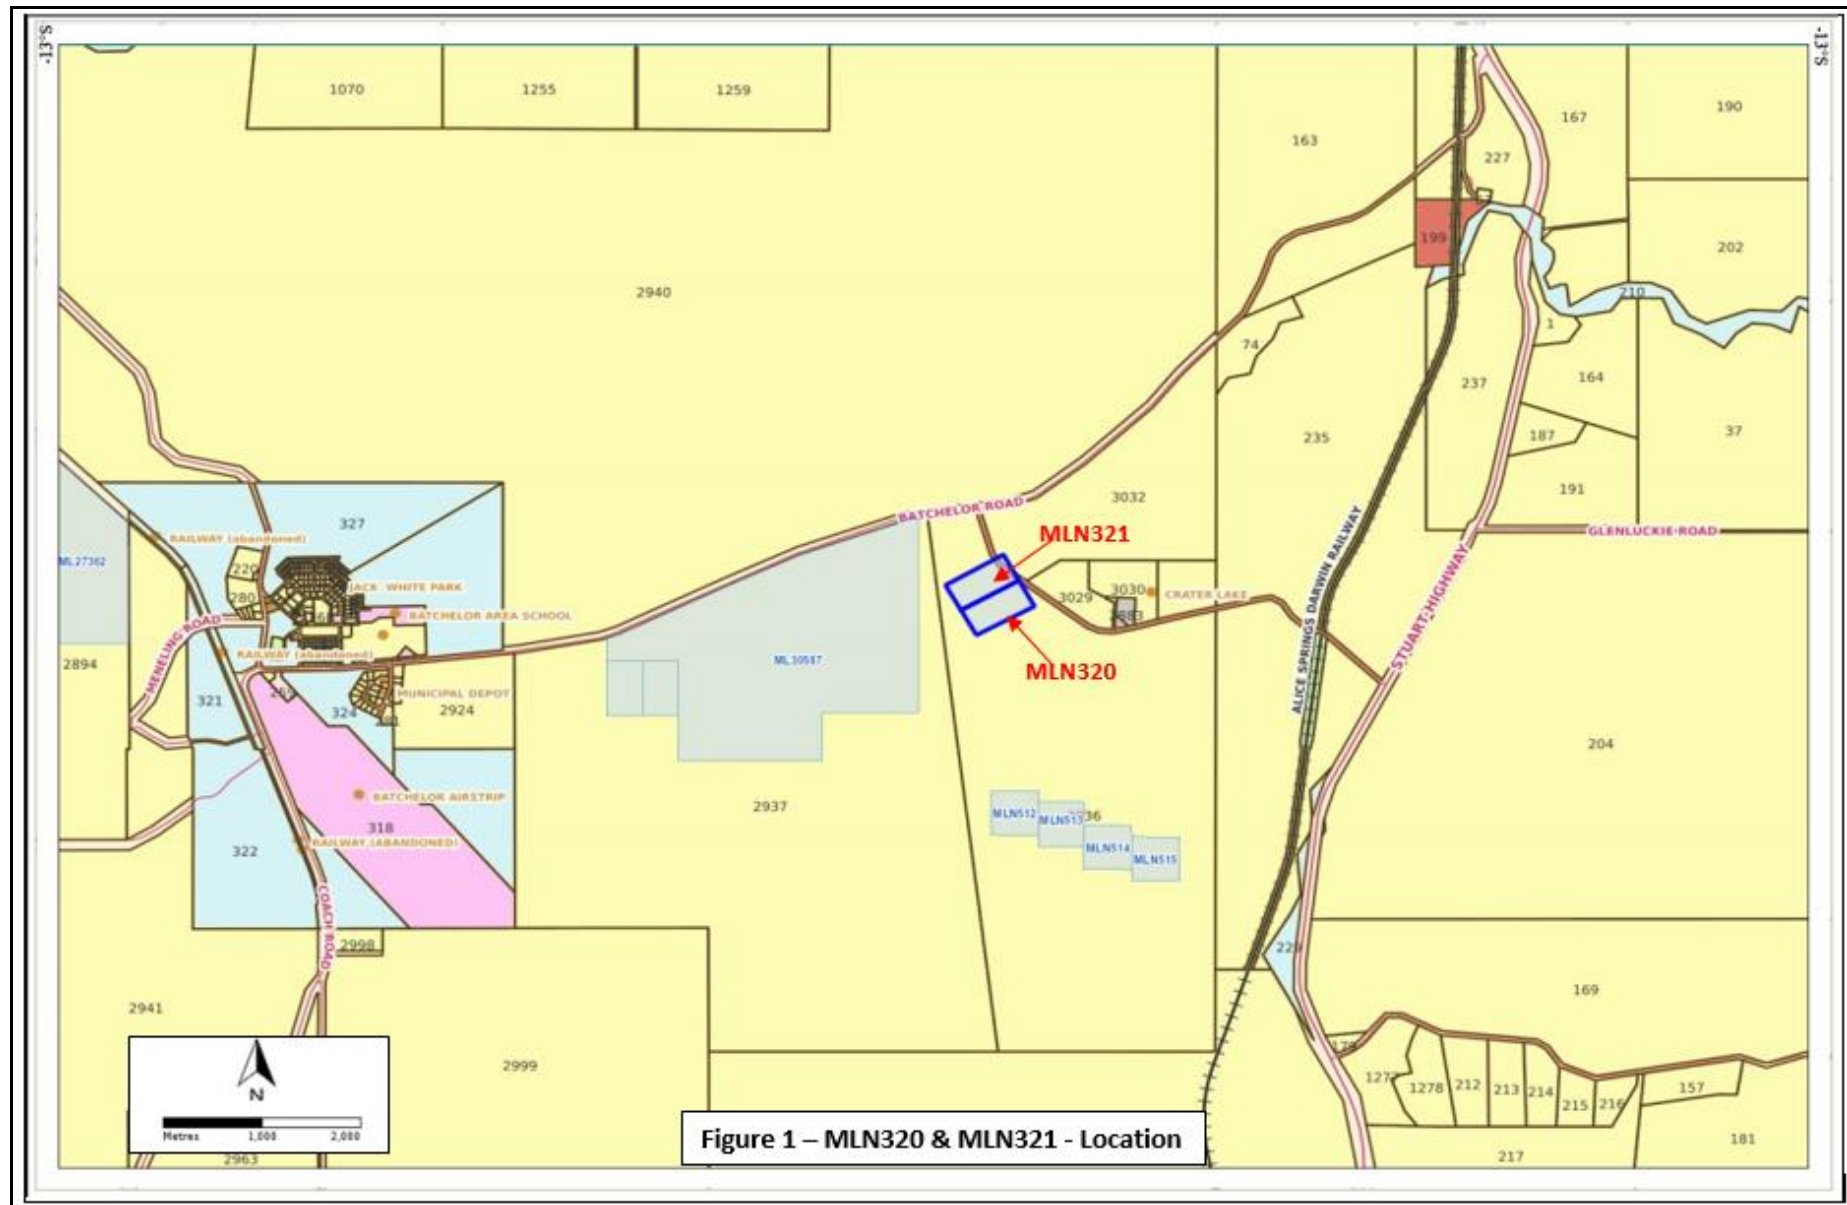 -13°S
-13°S
1070
1255
1259
163
167
190
227
199
202
2940
210
1
74
237
164
235
187
37
191
3032
BATCHELOR ROAD
GLENLUCKIE ROAD
327
RAILWAY (abandoned)
ML27362
MLN321
JACK WHITE PARK
280
BATCHELOR AREA SCHOOL
3029
3030
CRATER LAKE
MENELING ROAD
ALICE SPRINGS DARWIN RAILWAY
STUART HIGHWAY
RAILWAY (abandoned)
2894
ML30587
MLN320
321
324
MUNICIPAL DEPOT
2924
204
BATCHELOR AIRSTRIP
2937
MLN512
MLN513
318
RAILWAY (ABANDONED)
322
MLN514
MLN515
COACH ROAD
2998
229
2941
169
2999
1277
1278
212
213
214
215
216
157
N
Metres 1,000 2,000
Figure 1 – MLN320 & MLN321 - Location
181
217
2963